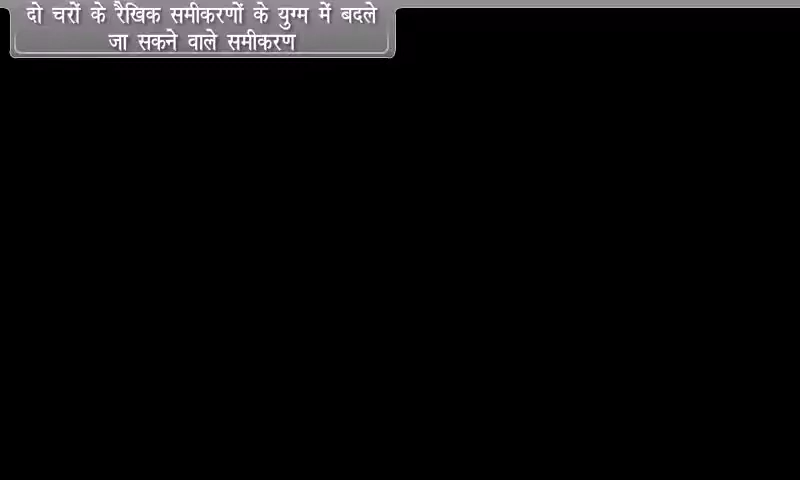 दो चरों के रैखिक समीकरणों के युग्म में बदले
जा सकने वाले समीकरण